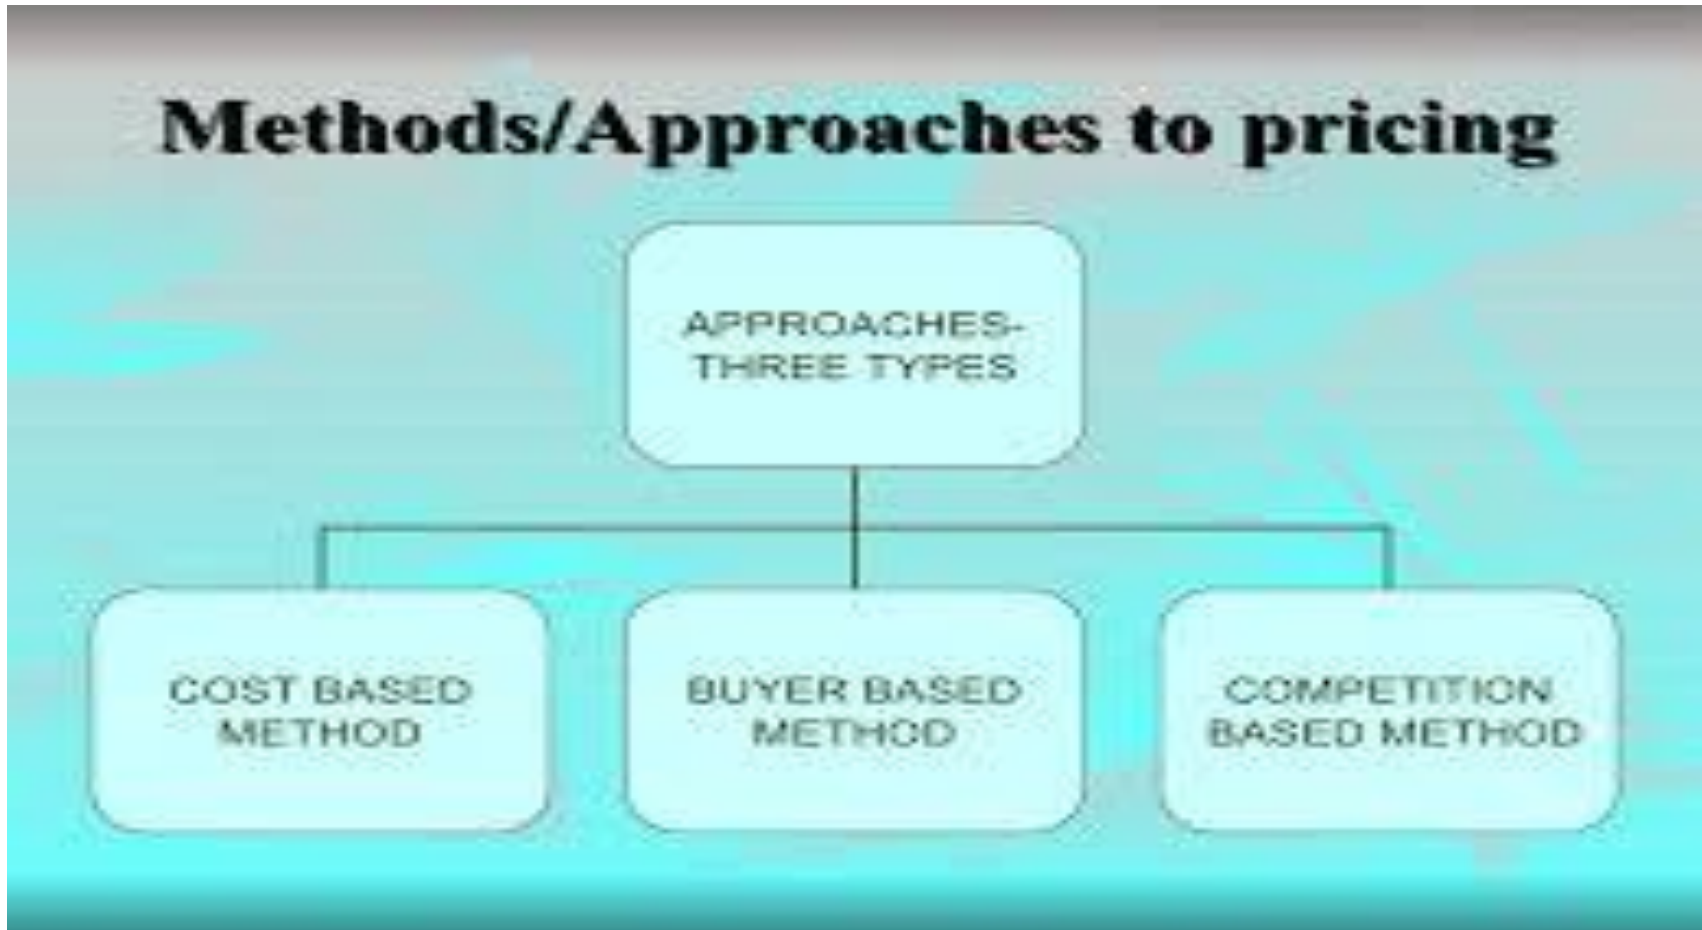 Methods/Approaches to pricing
APPROACHES-
THREE TYPES
COST BASED
METHOD
BUYER BASED
METHOD
COMPETITION
BASED METHOD